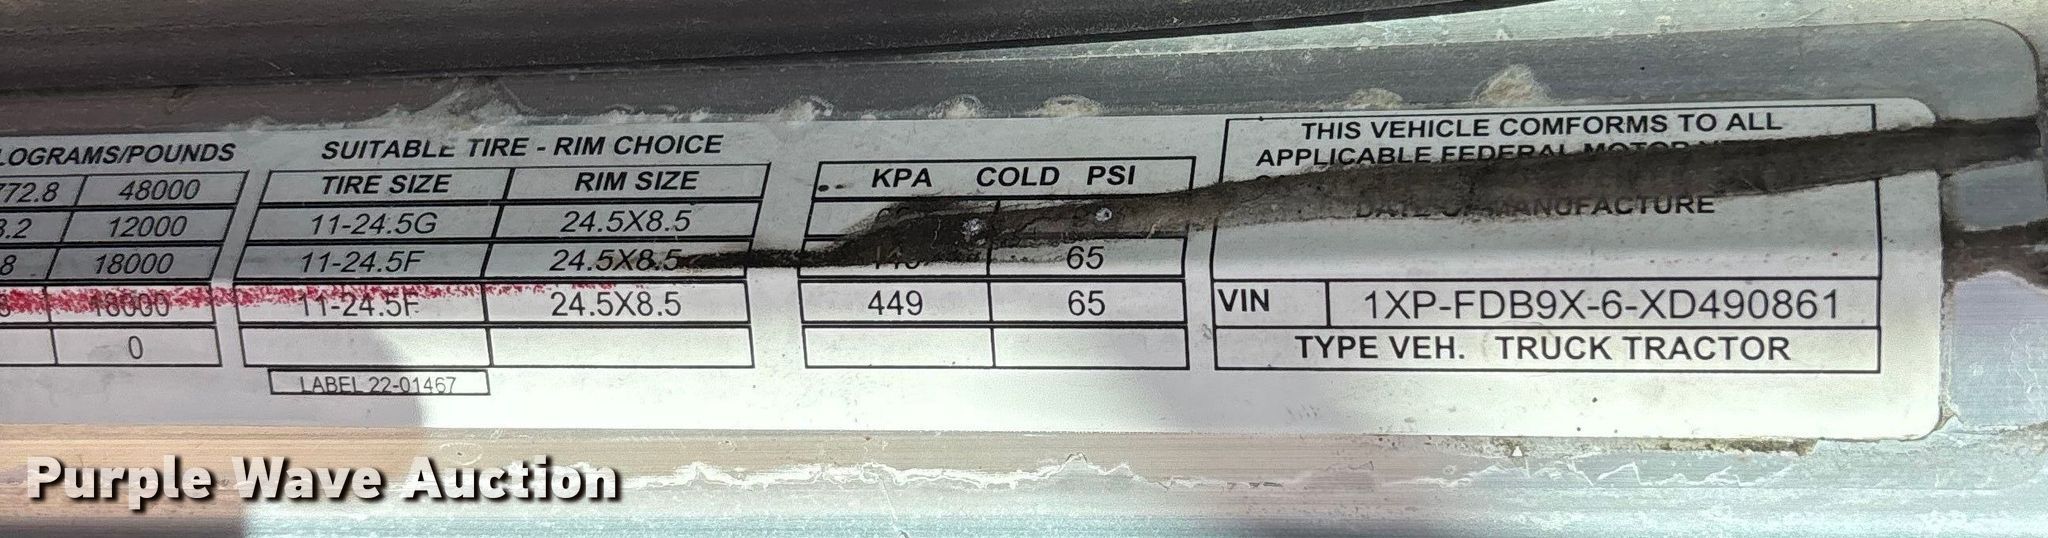 LOGRAMS/POUNDS SUITABLE TIRE - RIM CHOICE THIS VEHICLE COMFORMS TO ALL
772.8 48000 TIRE SIZE RIM SIZE KPA COLD PSI APPLICABLE FEDERAL MOTOR
3.2 12000 11-24.5G 24.5X8.5 DATE OF MANUFACTURE
8 18000 11-24.5F 24.5X8.5 65
18000 11-24.5F 24.5X8.5 449 65 VIN 1XP-FDB9X-6-XD490861
0 TYPE VEH. TRUCK TRACTOR
LABEL 22-01467
Purple Wave Auction